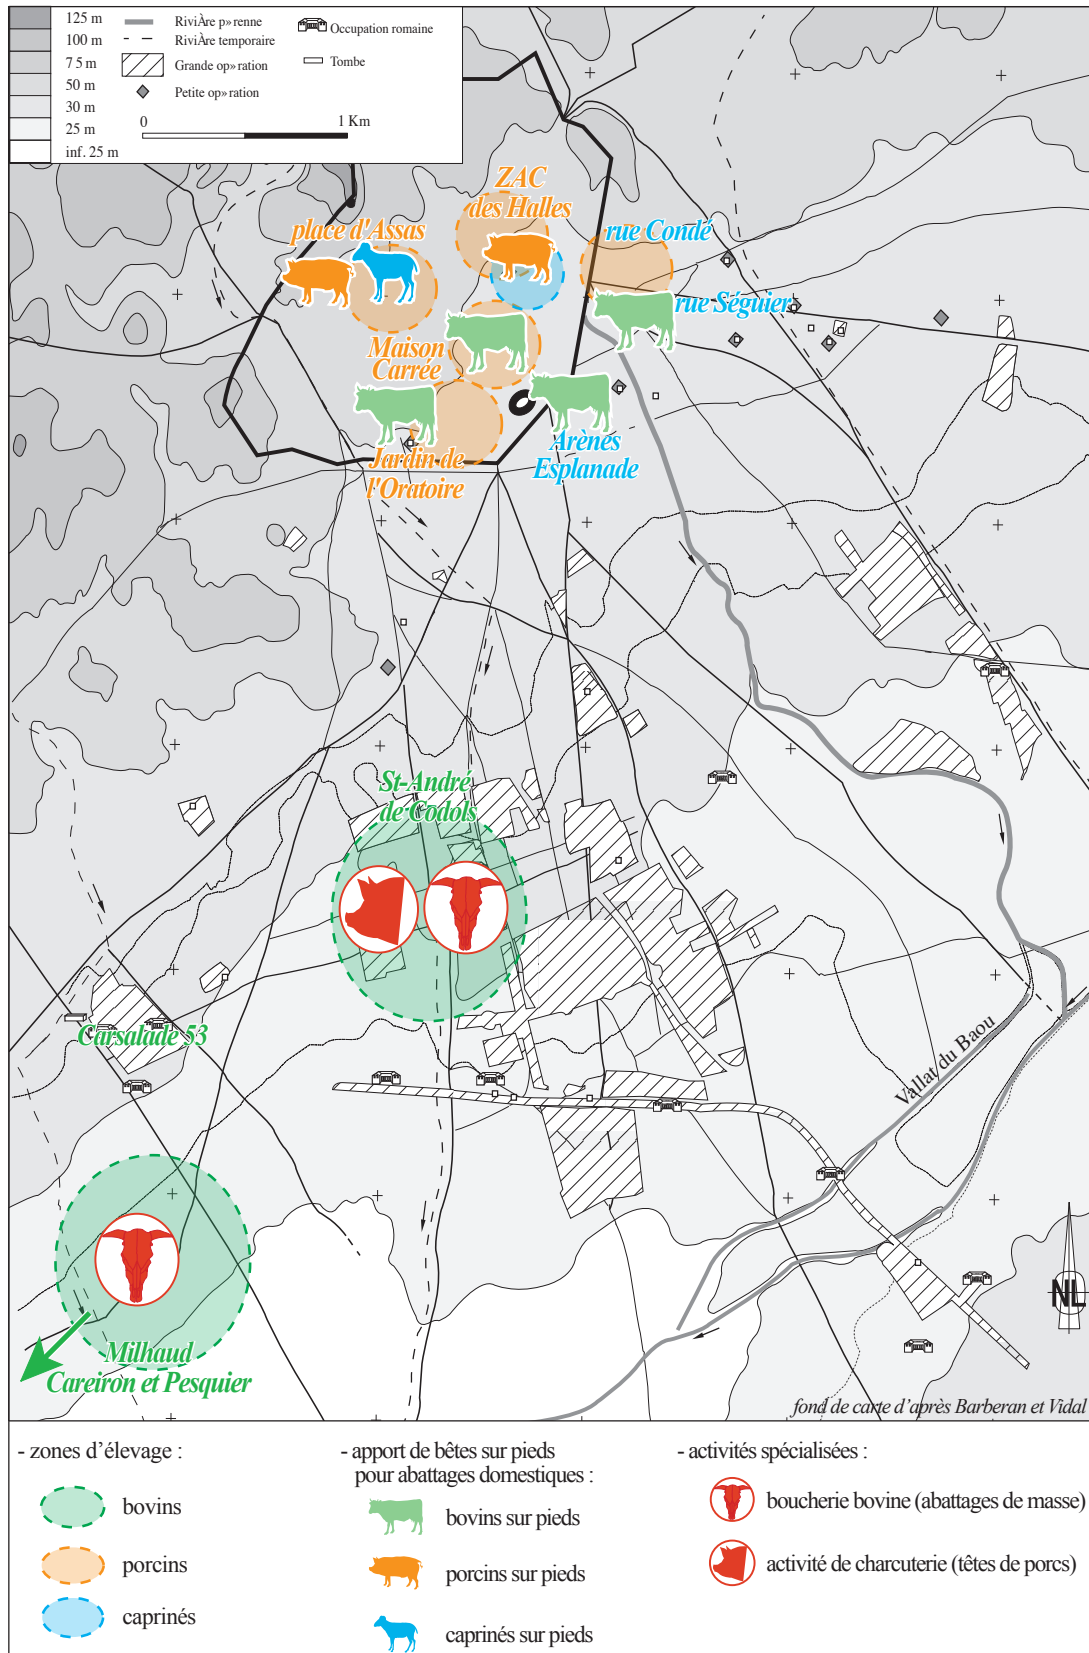 125 m
100 m
75 m
50 m
30 m
25 m
inf. 25 m
RiviÀre p»renne
RiviÀre temporaire
Grande op»ration
Petite op»ration
Occupation romaine
Tombe
0 1 Km
ZAC
des Halles
place d'Assas
rue Condé
rue Séguier
Maison
Carrée
Arènes
Esplanade
Jardin de
l'Oratoire
St-André
de Codols
Carsalade 53
Vallat du Baou
Milhaud
Careiron et Pesquier
NL
fond de carte d'après Barberan et Vidal
- zones d'élevage :
bovins
porcins
caprinés
- apport de bêtes sur pieds
pour abattages domestiques :
bovins sur pieds
porcins sur pieds
caprinés sur pieds
- activités spécialisées :
boucherie bovine (abattages de masse)
activité de charcuterie (têtes de porcs)